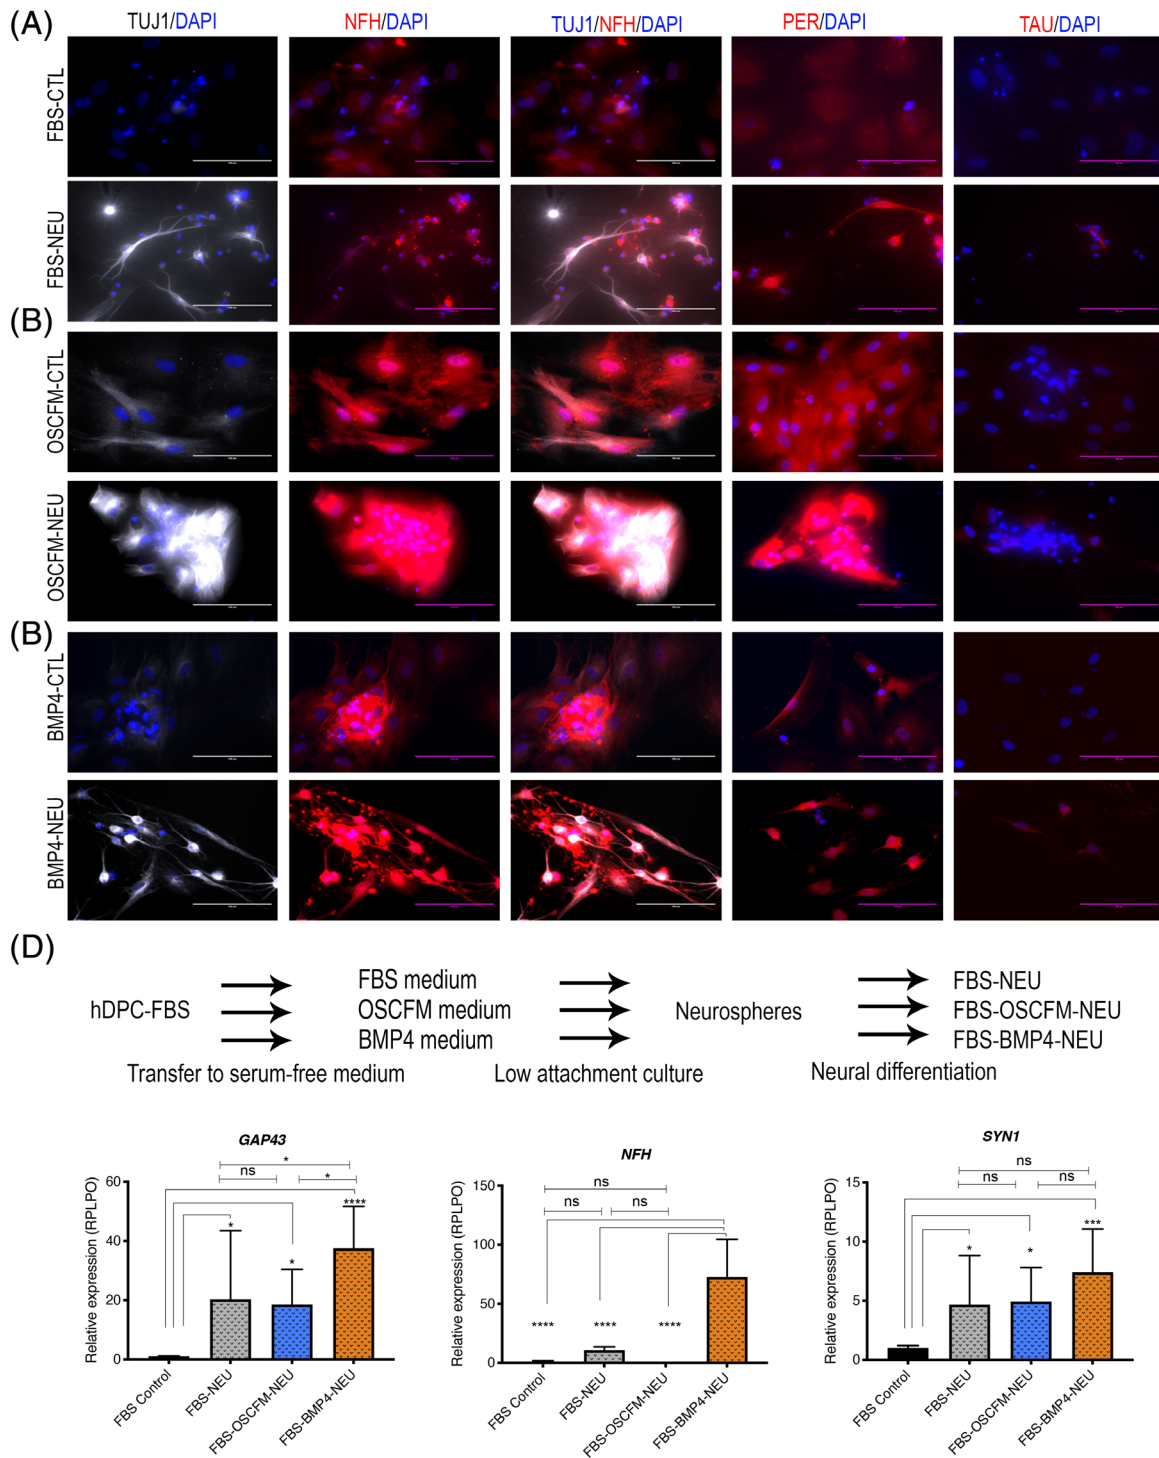 (A)
TUJ1/DAPI
NFH/DAPI
TUJ1/NFH/DAPI
PER/DAPI
TAU/DAPI
FBS-CTL
FBS-NEU
(B)
OSCFM-CTL
OSCFM-NEU
(B)
BMP4-CTL
BMP4-NEU
(D)
hDPC-FBS
FBS medium
OSCFM medium
BMP4 medium
Neurospheres
FBS-NEU
FBS-OSCFM-NEU
FBS-BMP4-NEU
Transfer to serum-free medium
Low attachment culture
Neural differentiation
GAP43
Relative expression (RPLPO)
60
40
20
0
*
ns
*
*
*
****
FBS Control
FBS-NEU
FBS-OSCFM-NEU
FBS-BMP4-NEU
NFH
Relative expression (RPLPO)
150
100
50
0
ns
ns
ns
****
****
****
FBS Control
FBS-NEU
FBS-OSCFM-NEU
FBS-BMP4-NEU
SYN1
Relative expression (RPLPO)
15
10
5
0
ns
ns
ns
*
*
***
FBS Control
FBS-NEU
FBS-OSCFM-NEU
FBS-BMP4-NEU